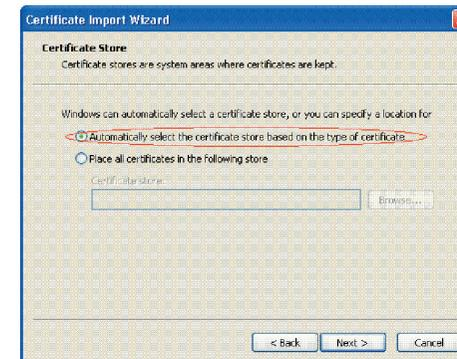 Certificate Import Wizard
Certificate Store
Certificate stores are system areas where certificates are kept.
Windows can automatically select a certificate store, or you can specify a location for
Automatically select the certificate store based on the type of certificate
Place all certificates in the following store
Certificate store:
Browse...
< Back
Next >
Cancel